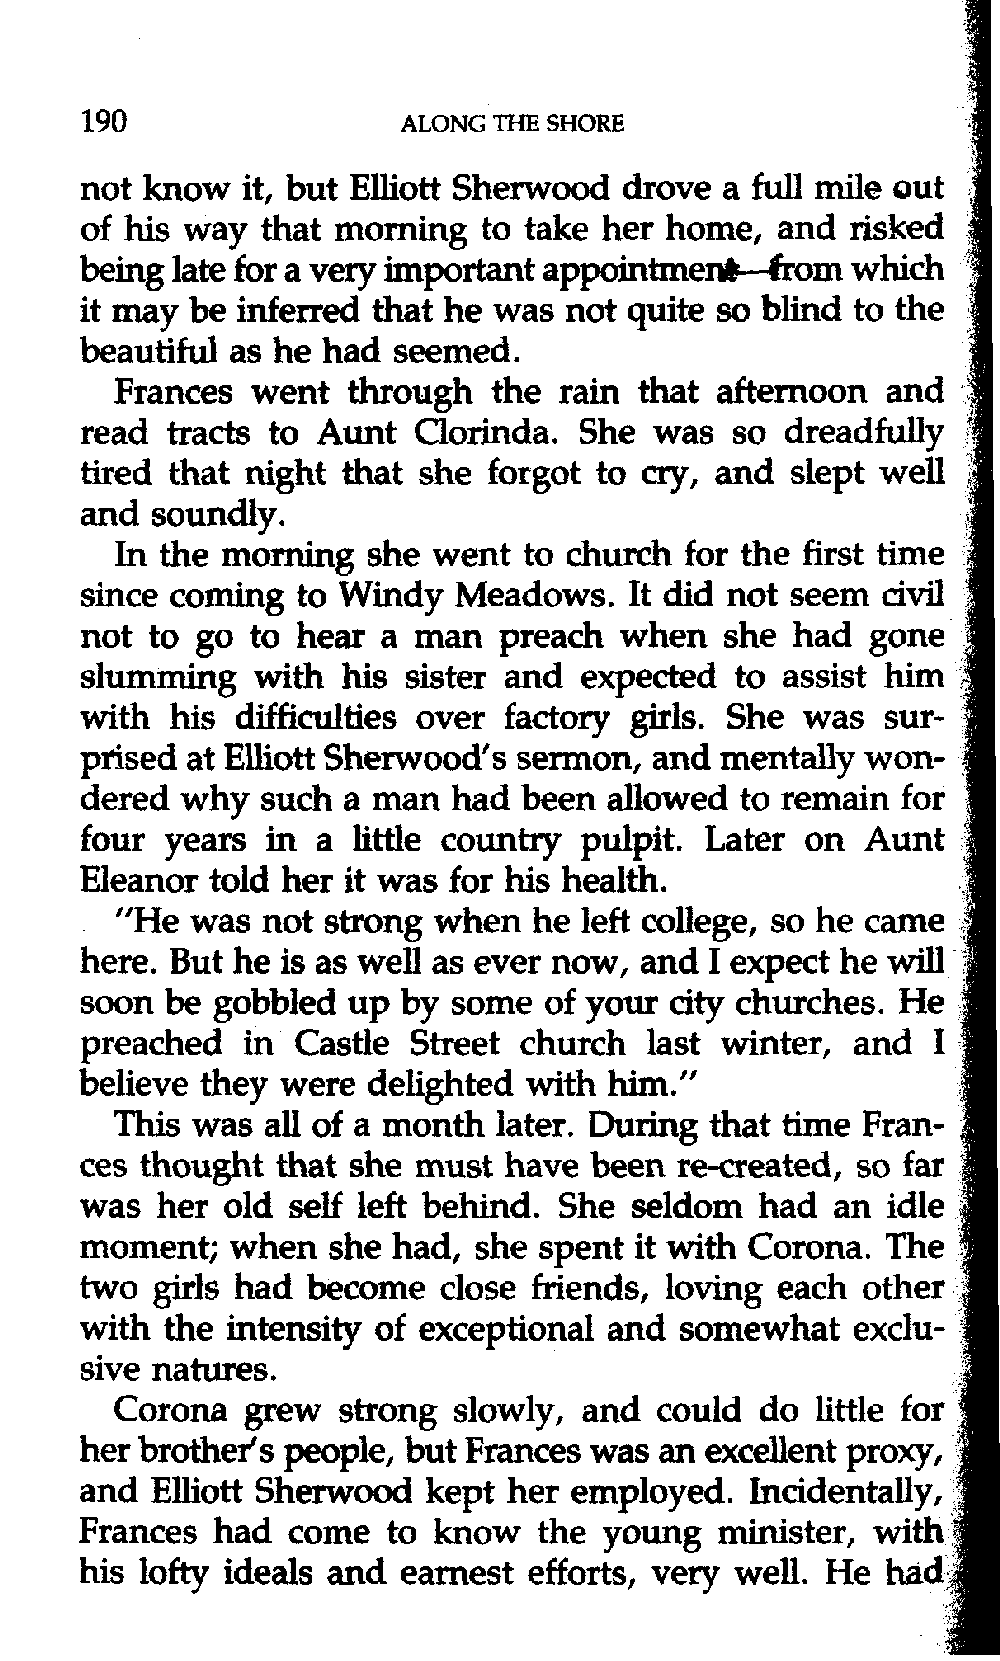 190 ALONG THE SHORE
not know it, but Elliott Sherwood drove a full mile out
of his way that morning to take her home, and risked
being late for a very important appointment—from which
it may be inferred that he was not quite so blind to the
beautiful as he had seemed.
Frances went through the rain that afternoon and
read tracts to Aunt Clorinda. She was so dreadfully
tired that night that she forgot to cry, and slept well
and soundly.
In the morning she went to church for the first time
since coming to Windy Meadows. It did not seem civil
not to go to hear a man preach when she had gone
slumming with his sister and expected to assist him
with his difficulties over factory girls. She was sur-
prised at Elliott Sherwood's sermon, and mentally won-
dered why such a man had been allowed to remain for
four years in a little country pulpit. Later on Aunt
Eleanor told her it was for his health.
"He was not strong when he left college, so he came
here. But he is as well as ever now, and I expect he will
soon be gobbled up by some of your city churches. He
preached in Castle Street church last winter, and I
believe they were delighted with him."
This was all of a month later. During that time Fran-
ces thought that she must have been re-created, so far
was her old self left behind. She seldom had an idle
moment; when she had, she spent it with Corona. The
two girls had become close friends, loving each other
with the intensity of exceptional and somewhat exclu-
sive natures.
Corona grew strong slowly, and could do little for
her brother's people, but Frances was an excellent proxy,
and Elliott Sherwood kept her employed. Incidentally,
Frances had come to know the young minister, with
his lofty ideals and earnest efforts, very well. He had